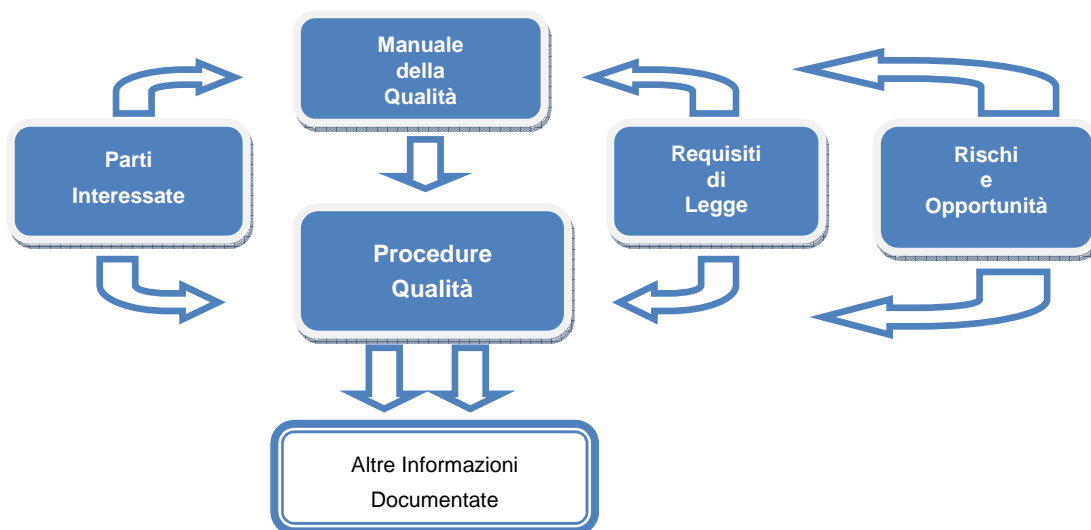 Manuale
della
Qualità
Parti
Interessate
Requisiti
di
Legge
Rischi
e
Opportunità
Procedure
Qualità
Altre Informazioni
Documentate